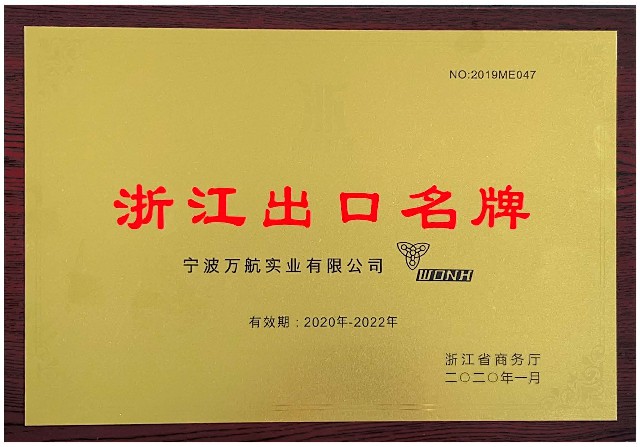 NO:2019ME047
浙江出口名牌
宁波万航实业有限公司 WONH
有效期：2020年-2022年
浙江省商务厅
二〇二〇年一月